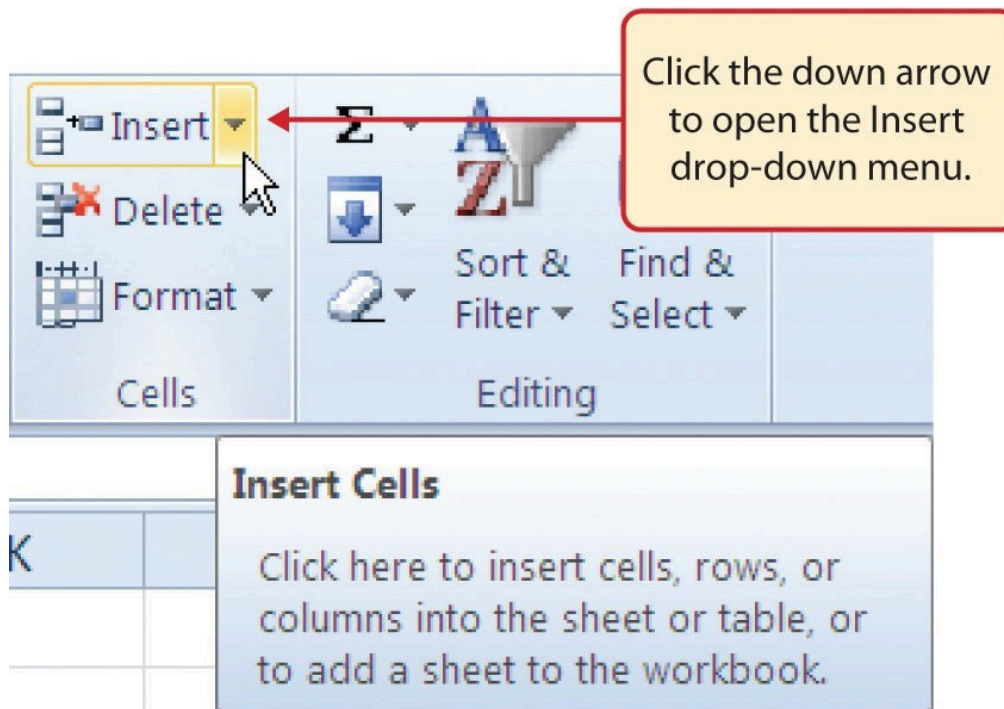 Click the down arrow
to open the Insert
drop-down menu.
Insert
Delete
Format
Cells
Σ
A
Z
Sort &
Filter
Find &
Select
Editing
Insert Cells
Click here to insert cells, rows, or
columns into the sheet or table, or
to add a sheet to the workbook.
K